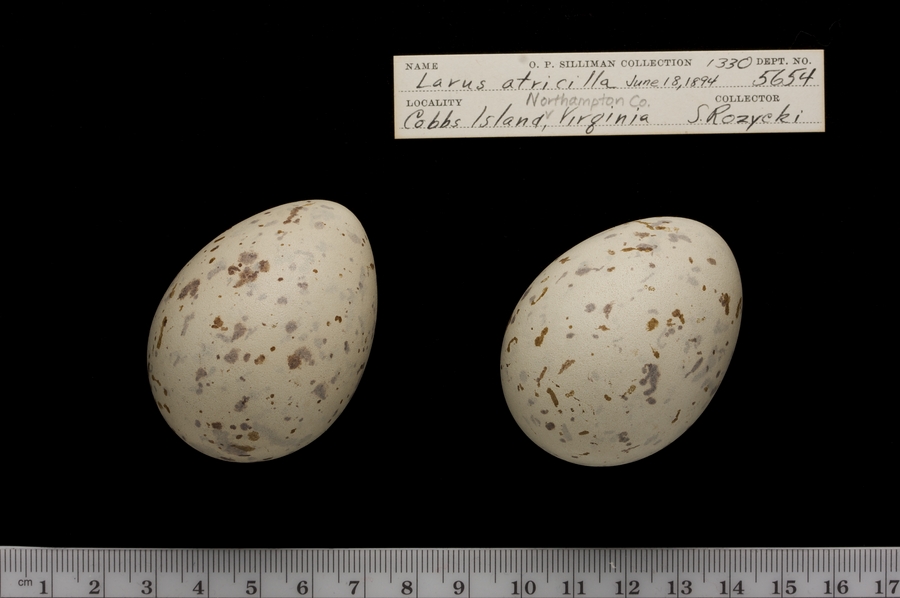 NAME O. P. SILLIMAN COLLECTION 1330 DEPT. NO.
Larus atricilla June 18, 1894 5654
LOCALITY Northampton Co. COLLECTOR
Cobbs Island, Virginia S. Rozycki
cm 1 2 3 4 5 6 7 8 9 10 11 12 13 14 15 16 17